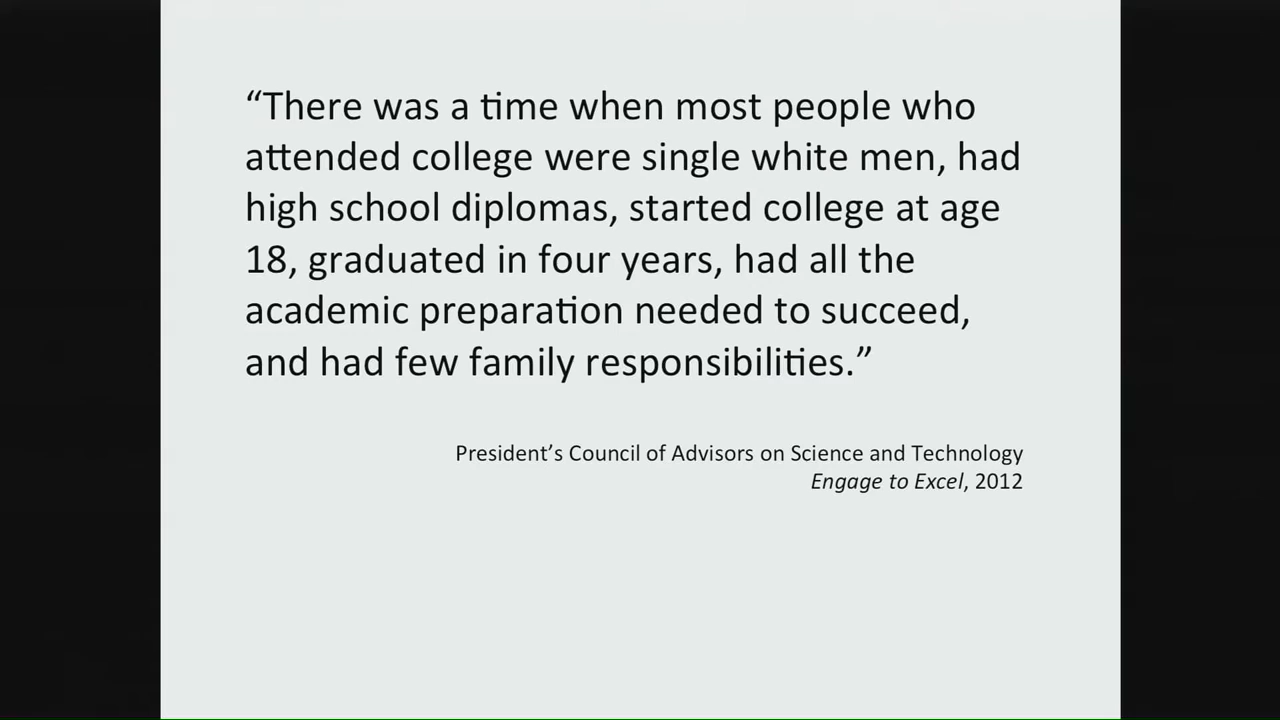 “There was a time when most people who
attended college were single white men, had
high school diplomas, started college at age
18, graduated in four years, had all the
academic preparation needed to succeed,
and had few family responsibilities.”
President’s Council of Advisors on Science and Technology
Engage to Excel, 2012